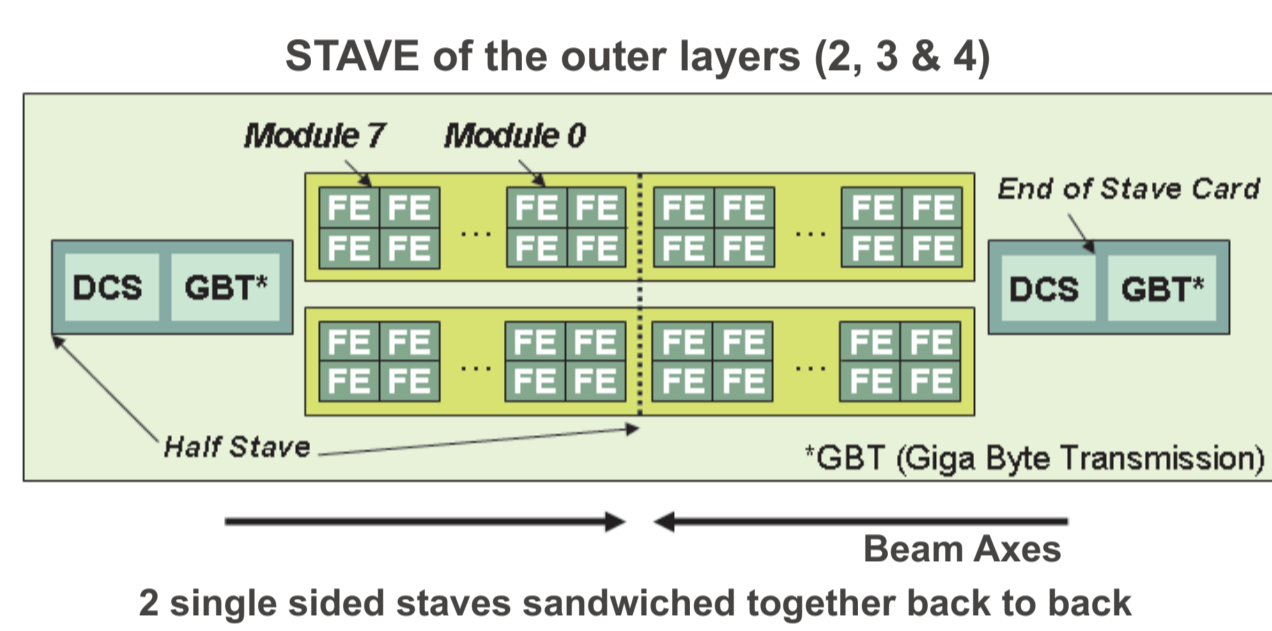 STAVE of the outer layers (2, 3 & 4)
Module 7 Module 0
End of Stave Card
FE FE ... FE FE FE FE ... FE FE
FE FE FE FE FE FE FE FE
DCS GBT* DCS GBT*
FE FE ... FE FE FE FE ... FE FE
FE FE FE FE FE FE FE FE
Half Stave
*GBT (Giga Byte Transmission)
Beam Axes
2 single sided staves sandwiched together back to back